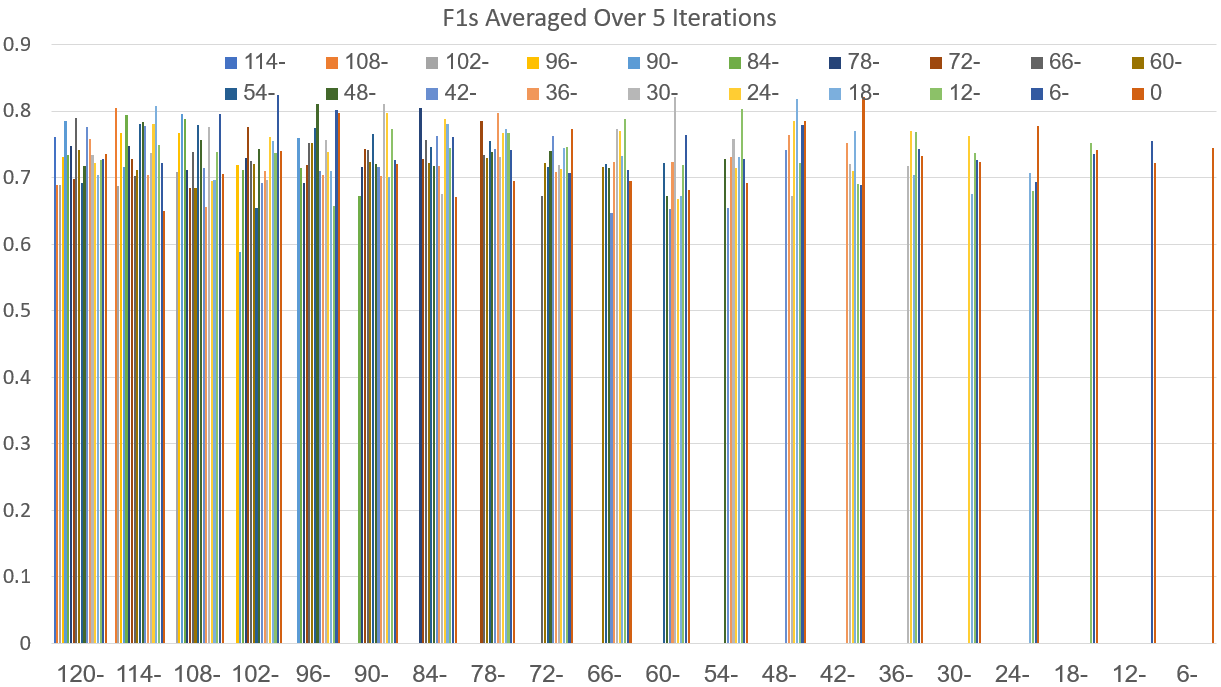 F1s Averaged Over 5 Iterations
0.9
114- 108- 102- 96- 90- 84- 78- 72- 66- 60-
54- 48- 42- 36- 30- 24- 18- 12- 6- 0
0.8
0.7
0.6
0.5
0.4
0.3
0.2
0.1
0
120- 114- 108- 102- 96- 90- 84- 78- 72- 66- 60- 54- 48- 42- 36- 30- 24- 18- 12- 6-